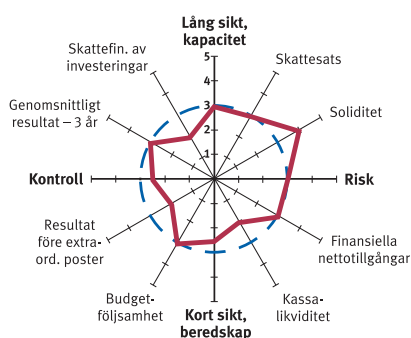 Lång sikt,
kapacitet
Skattefin. av
investeringar
Skattesats
Genomsnittligt
resultat – 3 år
Soliditet
5
4
3
2
1
Kontroll
Risk
Resultat
före extra-
ord. poster
Finansiella
nettotillgångar
Budget-
följsamhet
Kassa-
likviditet
Kort sikt,
beredskap